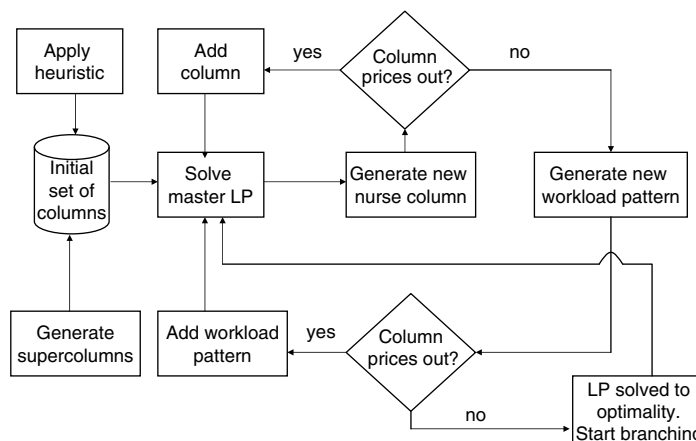 Apply
heuristic
Add
column
yes
Column
prices out?
no
Initial
set of
columns
Solve
master LP
Generate new
nurse column
Generate new
workload pattern
Generate
supercolumns
Add workload
pattern
yes
Column
prices out?
no
LP solved to
optimality.
Start branching